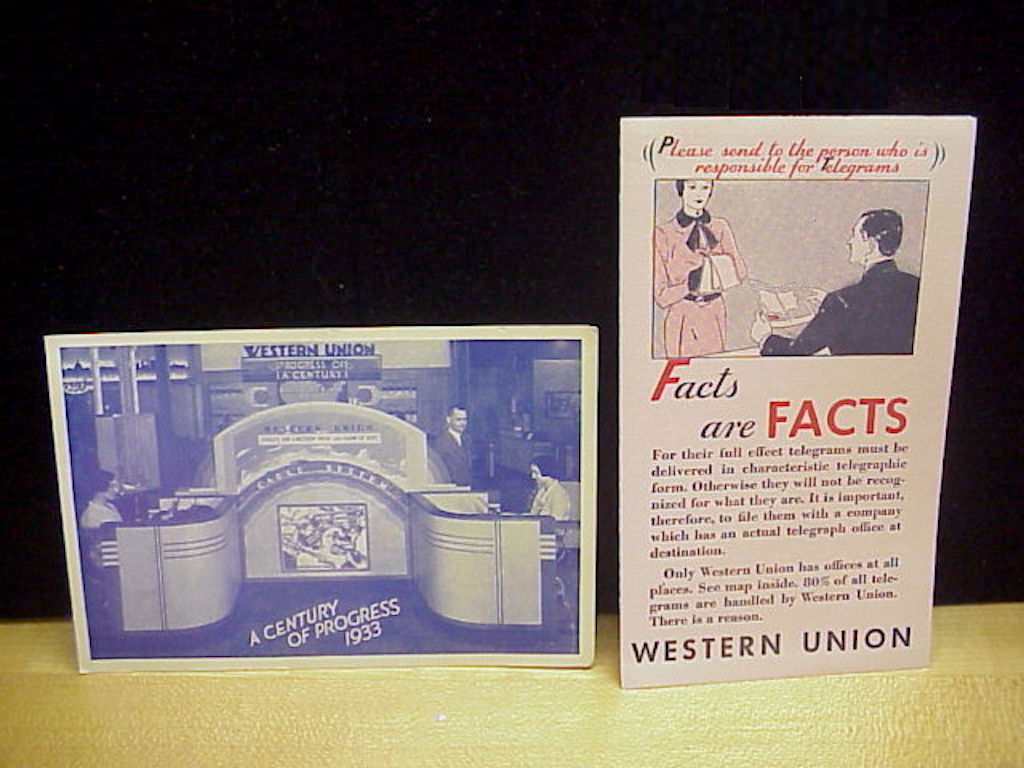 WESTERN UNION
PROGRESS OF
A CENTURY
WESTERN UNION
CABLE SYSTEM
A CENTURY
OF PROGRESS
1933
Please send to the person who is
responsible for Telegrams
Facts
are FACTS
For their full effect telegrams must be
delivered in characteristic telegraphic
form. Otherwise they will not be recog-
nized for what they are. It is important,
therefore, to file them with a company
which has an actual telegraph office at
destination.
Only Western Union has offices at all
places. See map inside. 80% of all tele-
grams are handled by Western Union.
There is a reason.
WESTERN UNION